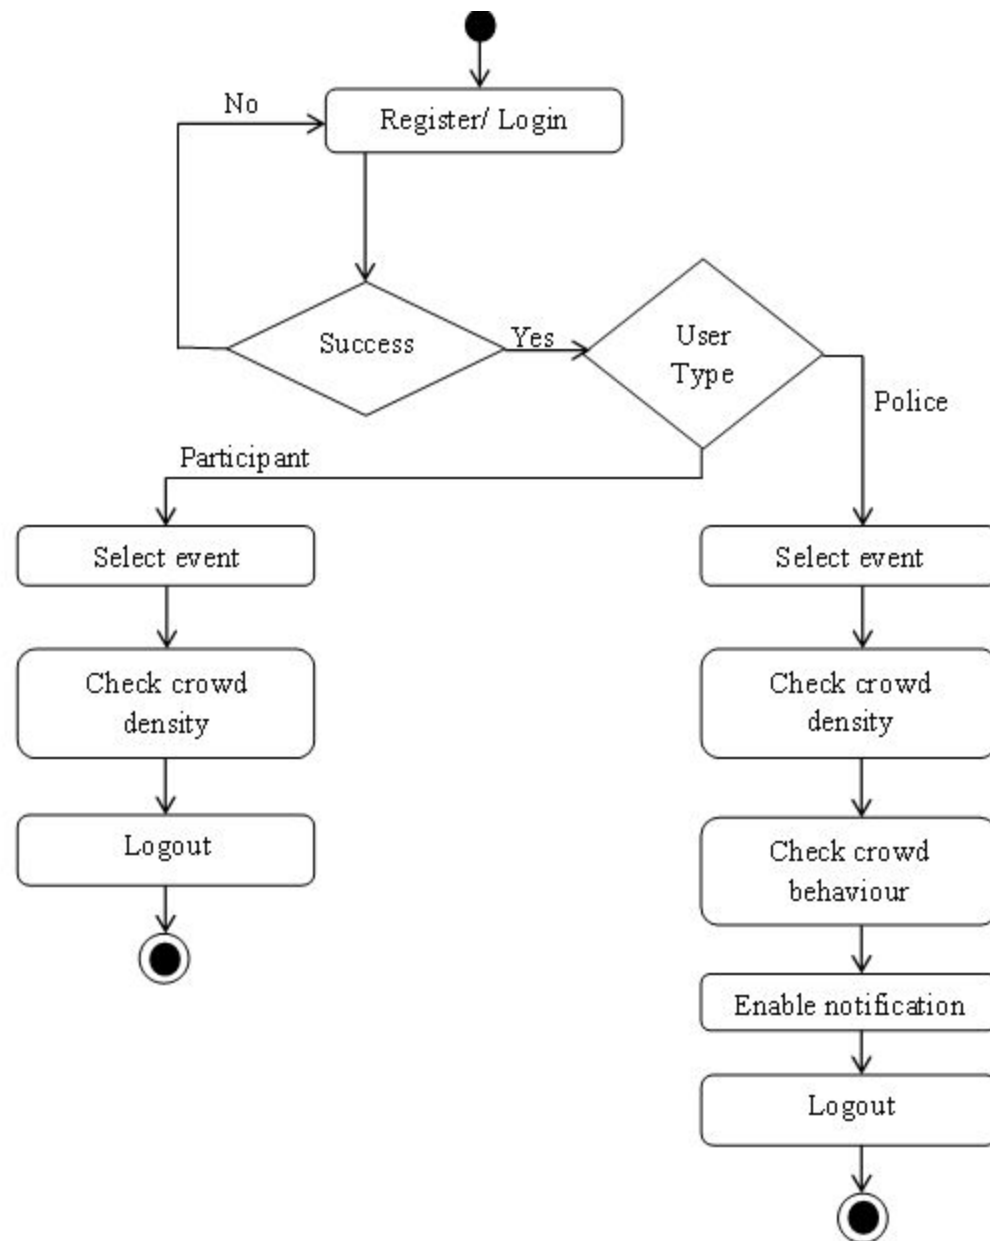 No
Register/ Login
Success
Yes
User
Type
Police
Participant
Select event
Check crowd
density
Logout
Select event
Check crowd
density
Check crowd
behaviour
Enable notification
Logout